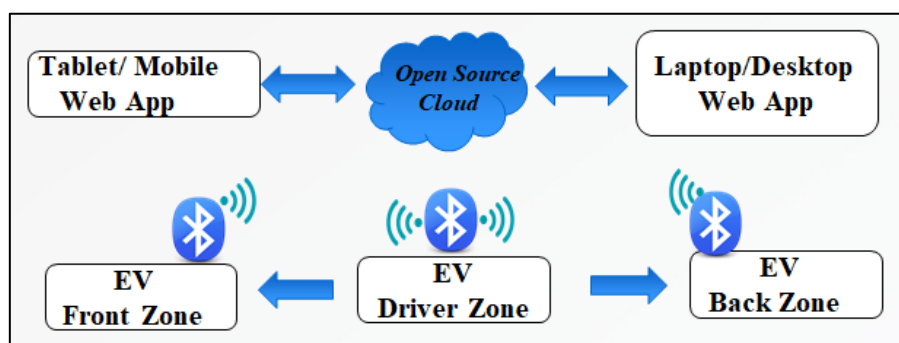 Tablet/ Mobile
Web App
Open Source
Cloud
Laptop/Desktop
Web App
EV
Front Zone
EV
Driver Zone
EV
Back Zone